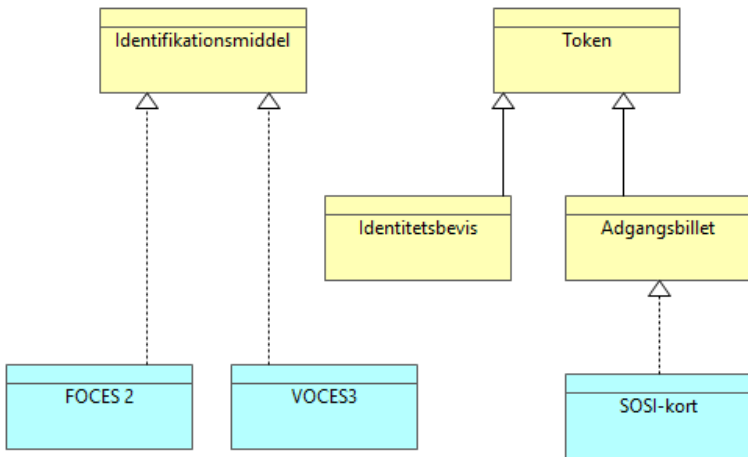 Identifikationsmiddel
Token
Identitetsbevis
Adgangsbillet
FOCES 2
VOCES3
SOSI-kort